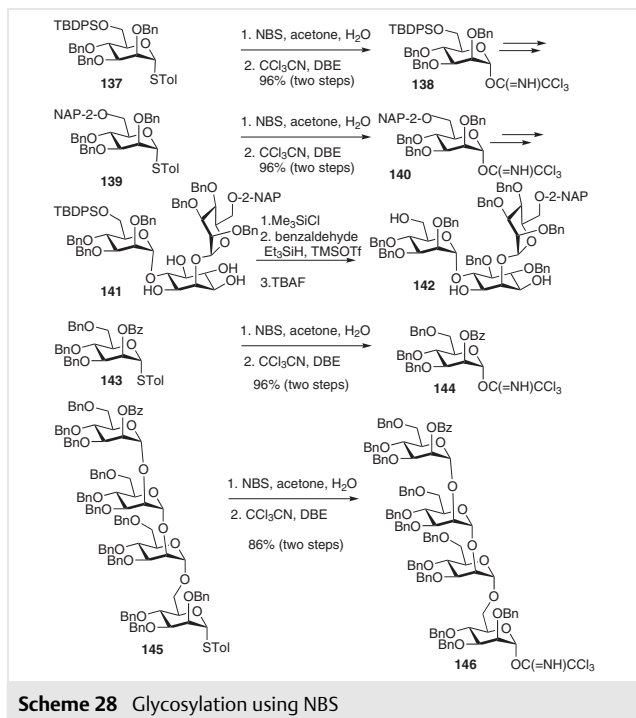 TBDPSO OBn
BnO
BnO
O
137
STol
1. NBS, acetone, H2O
2. CCl3CN, DBE
96% (two steps)
TBDPSO OBn
BnO
BnO
O
138
OC(=NH)CCl3
NAP-2-O OBn
BnO
BnO
O
139
STol
1. NBS, acetone, H2O
2. CCl3CN, DBE
96% (two steps)
NAP-2-O OBn
BnO
BnO
O
140
OC(=NH)CCl3
BnO
BnO
O-2-NAP
OBn
O
O
TBDPSO OBn
BnO
BnO
O
O
HO
OH
O
HO
OH
141
1.Me3SiCl
2. benzaldehyde
Et3SiH, TMSOTf
3.TBAF
BnO
BnO
O-2-NAP
OBn
O
O
HO OBn
BnO
BnO
O
O
BnO
OBn
O
HO
OH
142
BnO OBz
BnO
BnO
O
143
STol
1. NBS, acetone, H2O
2. CCl3CN, DBE
96% (two steps)
BnO OBz
BnO
BnO
O
144
OC(=NH)CCl3
BnO OBz
BnO
BnO
O
O
BnO
BnO
BnO
O
O
BnO
BnO
BnO
O
O
OBn
BnO
BnO
O
145
STol
1. NBS, acetone, H2O
2. CCl3CN, DBE
86% (two steps)
BnO OBz
BnO
BnO
O
O
BnO
BnO
BnO
O
O
BnO
BnO
BnO
O
O
OBn
BnO
BnO
O
146
OC(=NH)CCl3
Scheme 28 Glycosylation using NBS